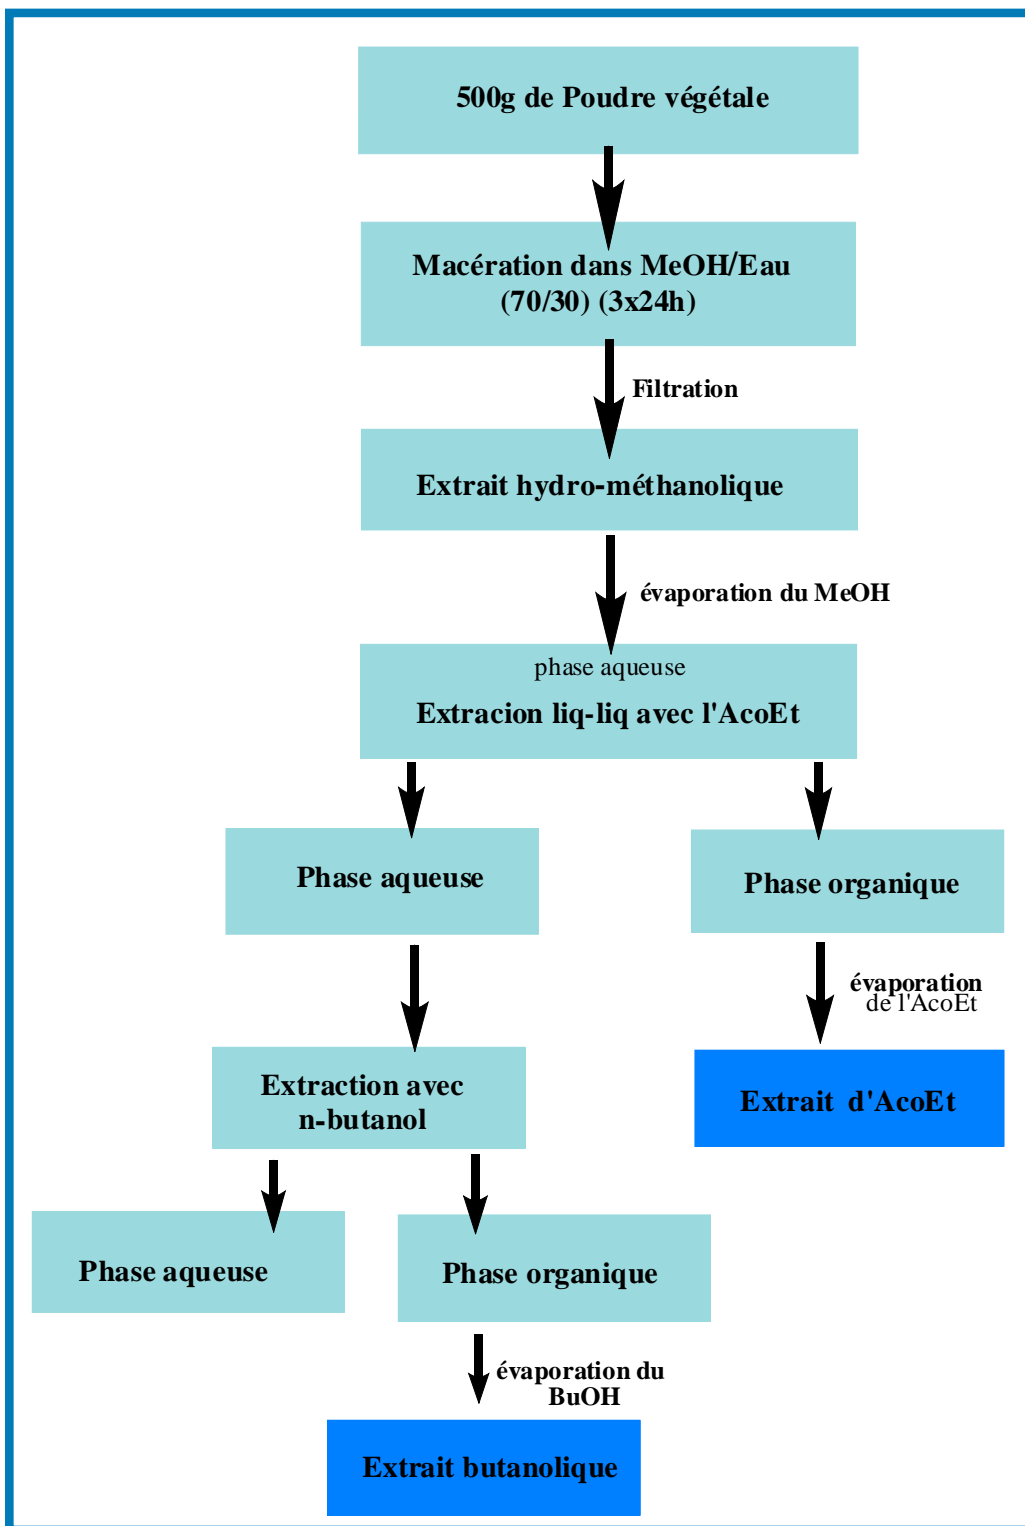 500g de Poudre végétale
Macération dans MeOH/Eau
(70/30) (3x24h)
Filtration
Extrait hydro-méthanolique
évaporation du MeOH
phase aqueuse
Extracion liq-liq avec l'AcoEt
Phase aqueuse
Phase organique
évaporation
de l'AcoEt
Extraction avec
n-butanol
Extrait d'AcoEt
Phase aqueuse
Phase organique
évaporation du
BuOH
Extrait butanolique